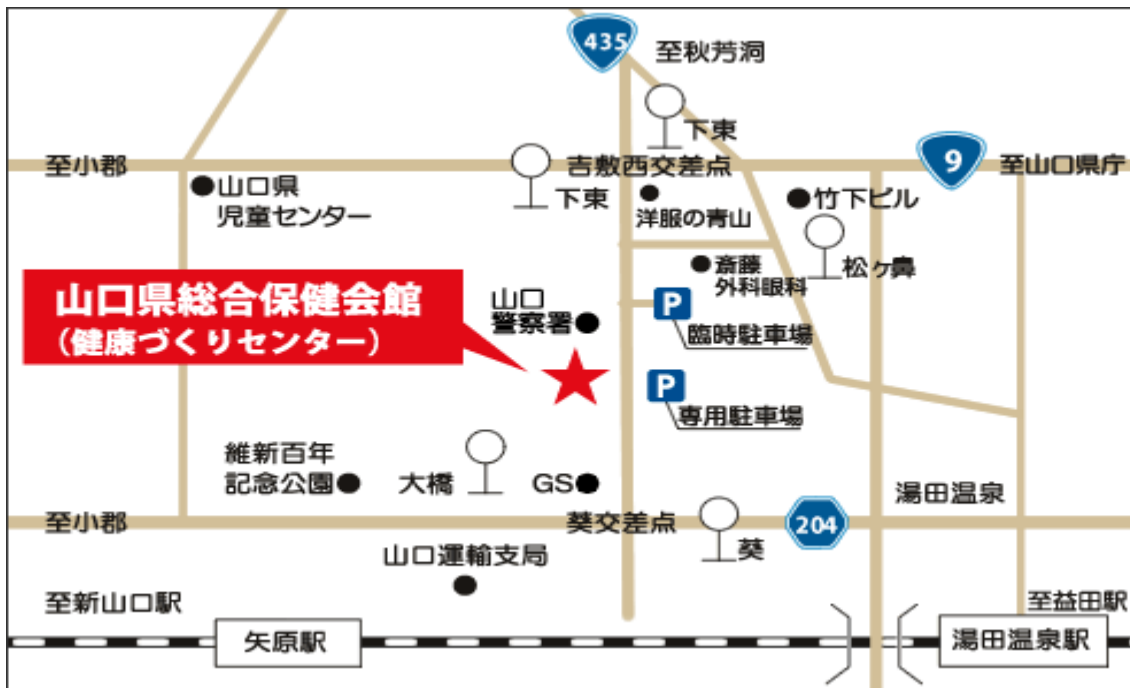 435
至秋芳洞
下東
至小郡
吉敷西交差点
9
至山口県庁
山口県
児童センター
下東
洋服の青山
竹下ビル
松ヶ鼻
斎藤
外科眼科
山口県総合保健会館
(健康づくりセンター)
山口
警察署
P
臨時駐車場
P
専用駐車場
維新百年
記念公園
大橋
GS
湯田温泉
至小郡
葵交差点
葵
204
山口運輸支局
至新山口駅
至益田駅
矢原駅
湯田温泉駅